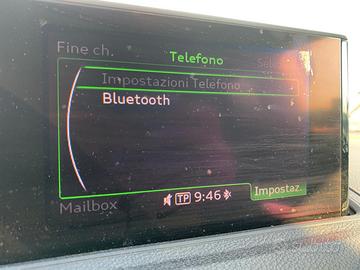 Fine ch.
Telefono
Impostazioni Telefono
Bluetooth
TP 9:46
Impostaz.
Mailbox